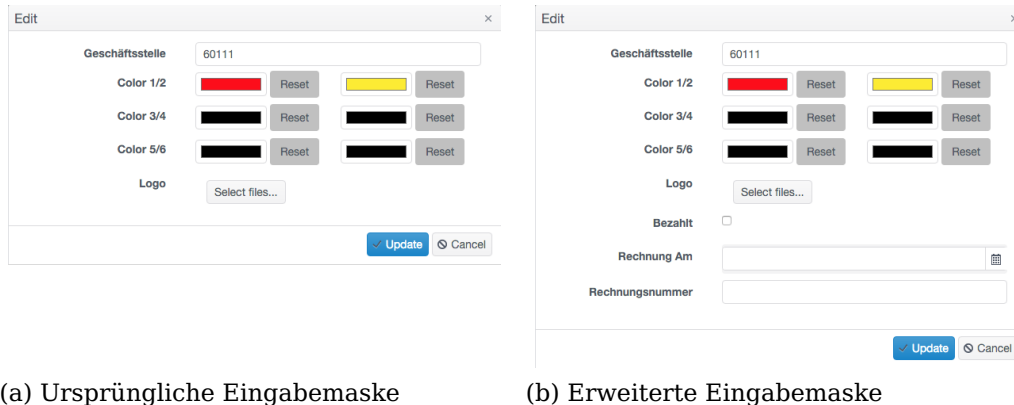 Edit ×
Geschäftsstelle 60111
Color 1/2 Reset Reset
Color 3/4 Reset Reset
Color 5/6 Reset Reset
Logo Select files...
Update Cancel
(a) Ursprüngliche Eingabemaske
Edit ×
Geschäftsstelle 60111
Color 1/2 Reset Reset
Color 3/4 Reset Reset
Color 5/6 Reset Reset
Logo Select files...
Bezahlt
Rechnung Am
Rechnungsnummer
Update Cancel
(b) Erweiterte Eingabemaske